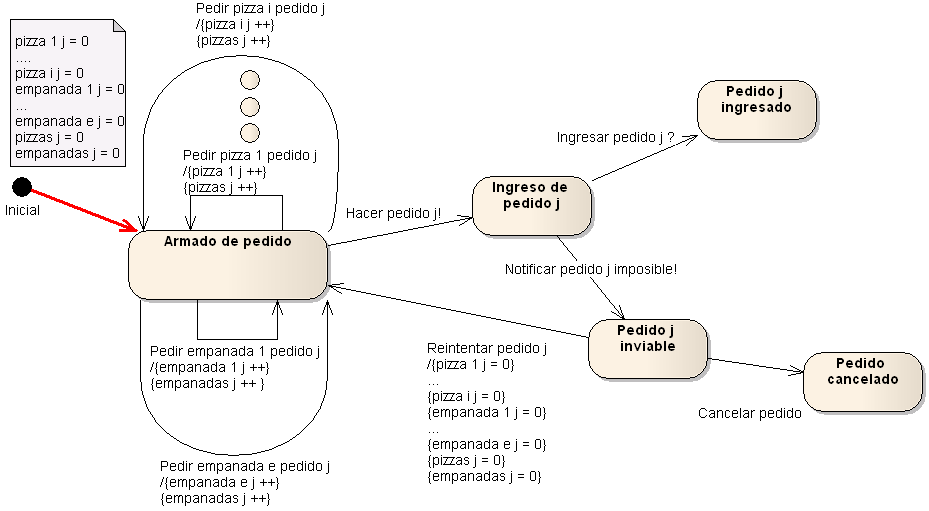 Pedir pizza i pedido j
/{pizza i j ++}
{pizzas j ++}
pizza 1 j = 0
....
pizza i j = 0
empanada 1 j = 0
...
empanada e j = 0
pizzas j = 0
empanadas j = 0
Inicial
Pedir pizza 1 pedido j
/{pizza 1 j ++}
{pizzas j ++}
Armado de pedido
Hacer pedido j!
Ingreso de
pedido j
Ingresar pedido j ?
Pedido j
ingresado
Notificar pedido j imposible!
Pedido j
inviable
Pedir empanada 1 pedido j
/{empanada 1 j ++}
{empanadas j ++ }
Reintentar pedido j
/{pizza 1 j = 0}
...
{pizza i j = 0}
{empanada 1 j = 0}
...
{empanada e j = 0}
{pizzas j = 0}
{empanadas j = 0}
Pedido
cancelado
Cancelar pedido
Pedir empanada e pedido j
/{empanada e j ++}
{empanadas j ++}